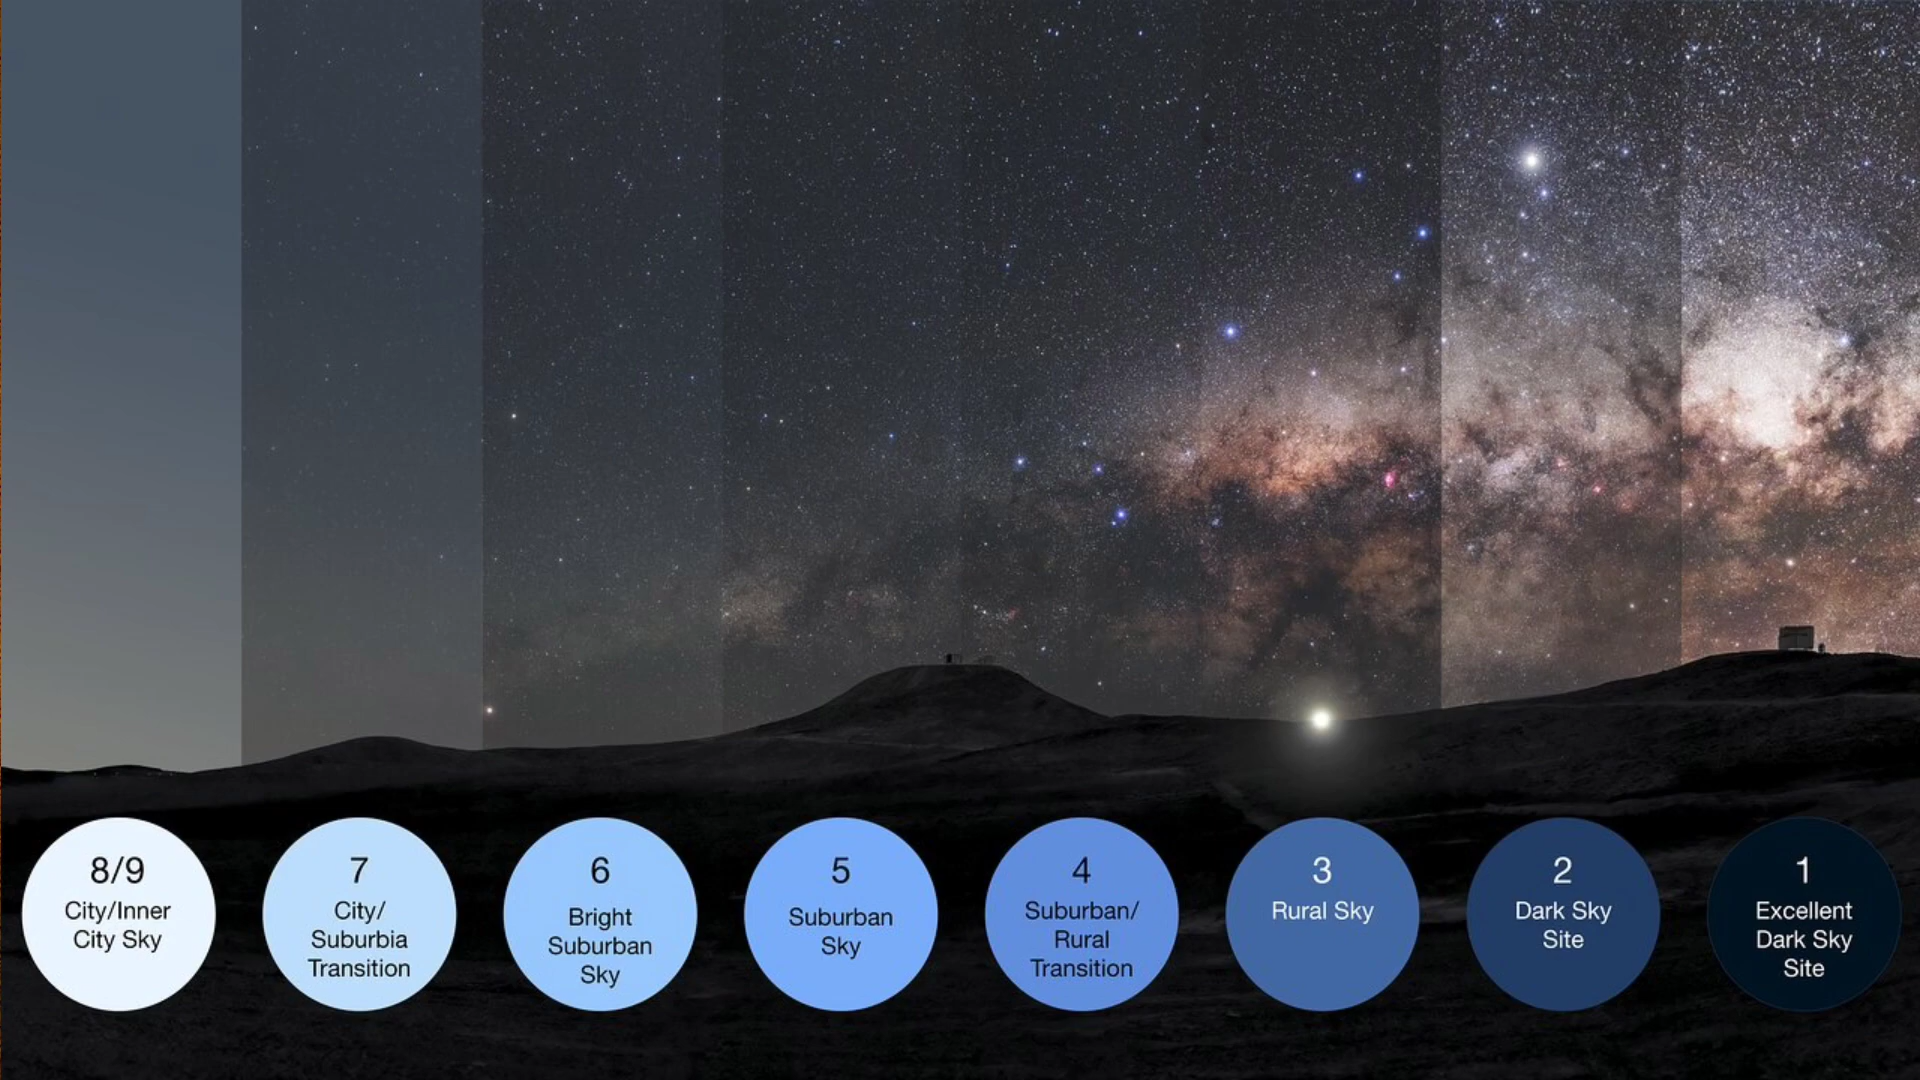 8/9
City/Inner
City Sky
7
City/
Suburbia
Transition
6
Bright
Suburban
Sky
5
Suburban
Sky
4
Suburban/
Rural
Transition
3
Rural Sky
2
Dark Sky
Site
1
Excellent
Dark Sky
Site